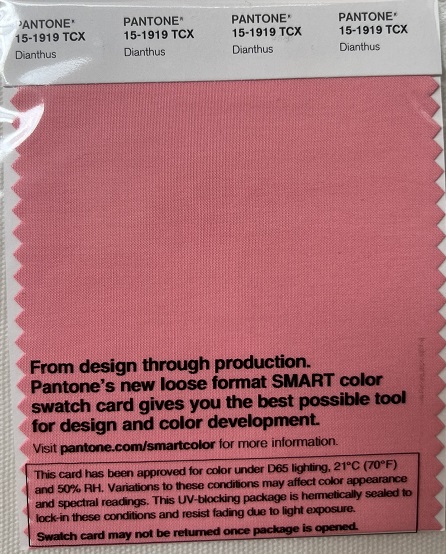 PANTONE® PANTONE® PANTONE® PANTONE®
15-1919 TCX 15-1919 TCX 15-1919 TCX 15-1919 TCX
Dianthus Dianthus Dianthus Dianthus
From design through production.
Pantone's new loose format SMART color
swatch card gives you the best possible tool
for design and color development.
Visit pantone.com/smartcolor for more information.
This card has been approved for color under D65 lighting, 21°C (70°F)
and 50% RH. Variations to these conditions may affect color appearance
and spectral readings. This UV-blocking package is hermetically sealed to
lock-in these conditions and resist fading due to light exposure.
Swatch card may not be returned once package is opened.